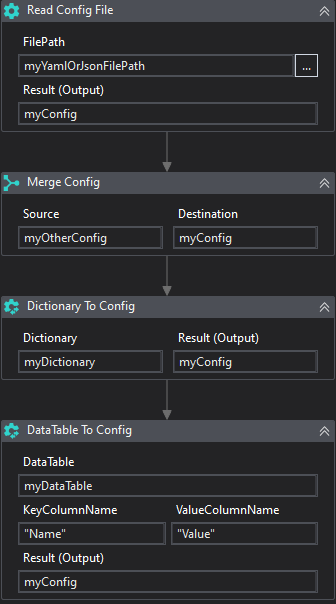 Read Config File
FilePath
myYamlOrJsonFilePath
...
Result (Output)
myConfig
Merge Config
Source Destination
myOtherConfig myConfig
Dictionary To Config
Dictionary Result (Output)
myDictionary myConfig
DataTable To Config
DataTable
myDataTable
KeyColumnName ValueColumnName
"Name" "Value"
Result (Output)
myConfig